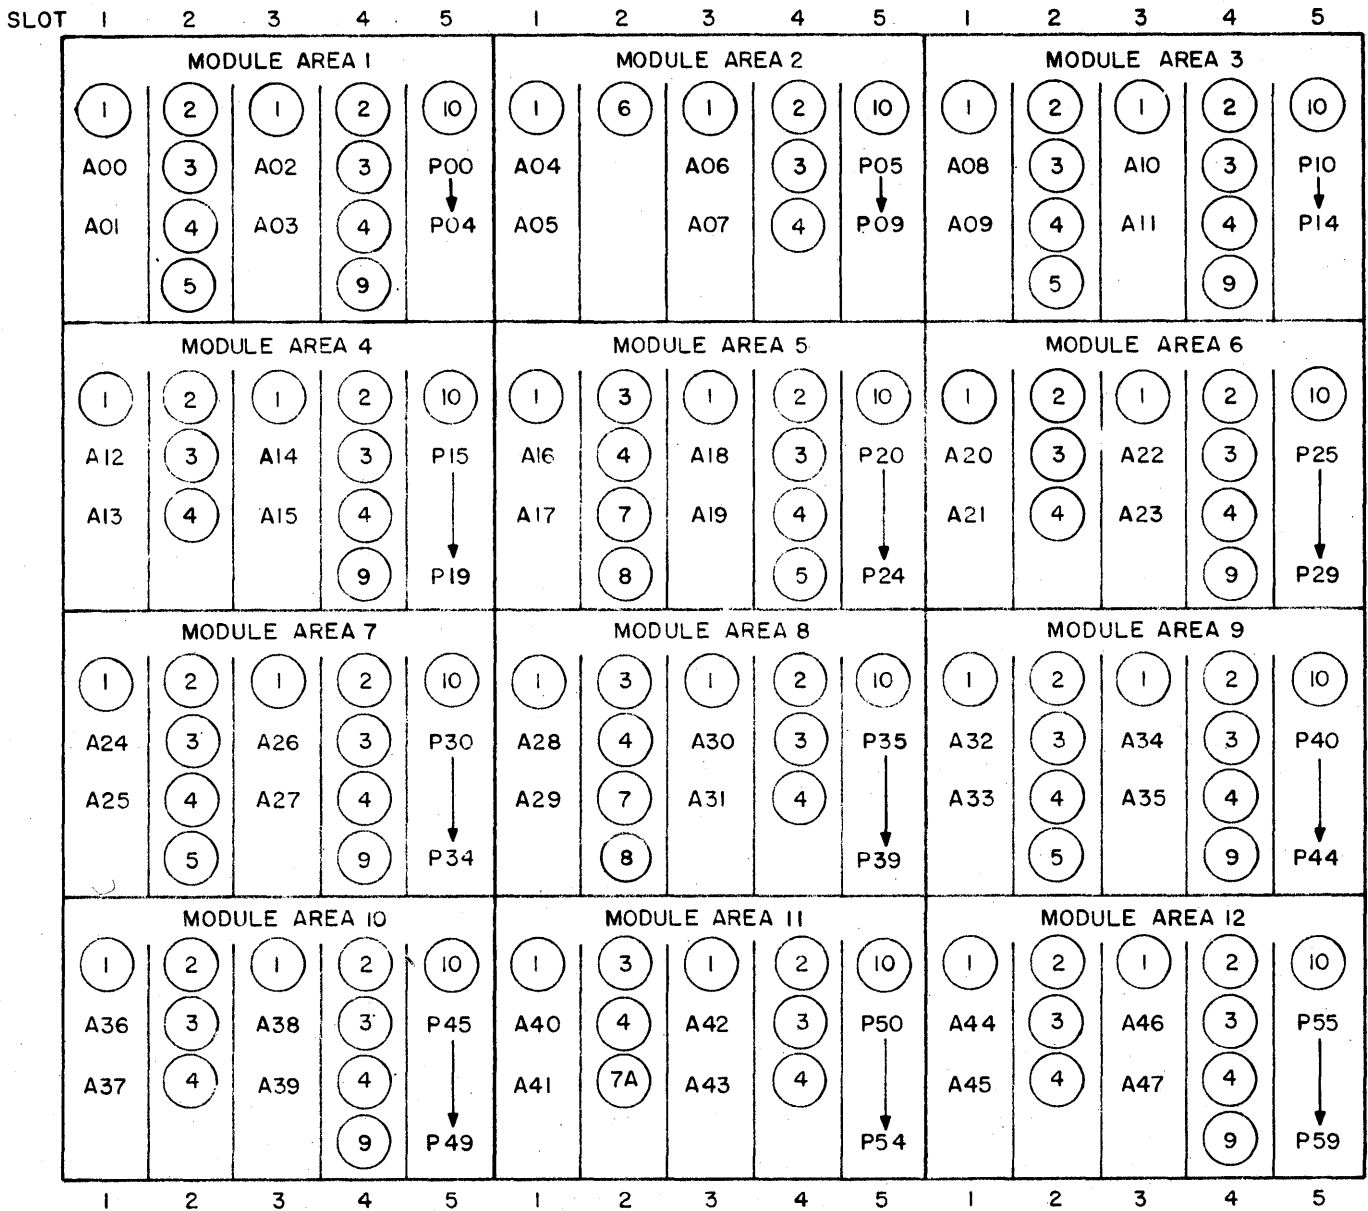 SLOT 1 2 3 4 5 1 2 3 4 5 1 2 3 4 5
MODULE AREA 1 MODULE AREA 2 MODULE AREA 3
1 2 1 2 10 1 6 1 2 10 1 2 1 2 10
A00 3 A02 3 P00 A04 A06 3 P05 A08 3 A10 3 P10
A01 4 A03 4 P04 A05 A07 4 P09 A09 4 A11 4 P14
5 9 5 9
MODULE AREA 4 MODULE AREA 5 MODULE AREA 6
1 2 1 2 10 1 3 1 2 10 1 2 1 2 10
A12 3 A14 3 P15 A16 4 A18 3 P20 A20 3 A22 3 P25
A13 4 A15 4 A17 7 A19 4 A21 4 A23 4
9 P19 8 5 P24 9 P29
MODULE AREA 7 MODULE AREA 8 MODULE AREA 9
1 2 1 2 10 1 3 1 2 10 1 2 1 2 10
A24 3 A26 3 P30 A28 4 A30 3 P35 A32 3 A34 3 P40
A25 4 A27 4 A29 7 A31 4 A33 4 A35 4
5 9 P34 8 P39 5 9 P44
MODULE AREA 10 MODULE AREA 11 MODULE AREA 12
1 2 1 2 10 1 3 1 2 10 1 2 1 2 10
A36 3 A38 3 P45 A40 4 A42 3 P50 A44 3 A46 3 P55
A37 4 A39 4 A41 7A A43 4 A45 4 A47 4
9 P49 P54 9 P59
1 2 3 4 5 1 2 3 4 5 1 2 3 4 5